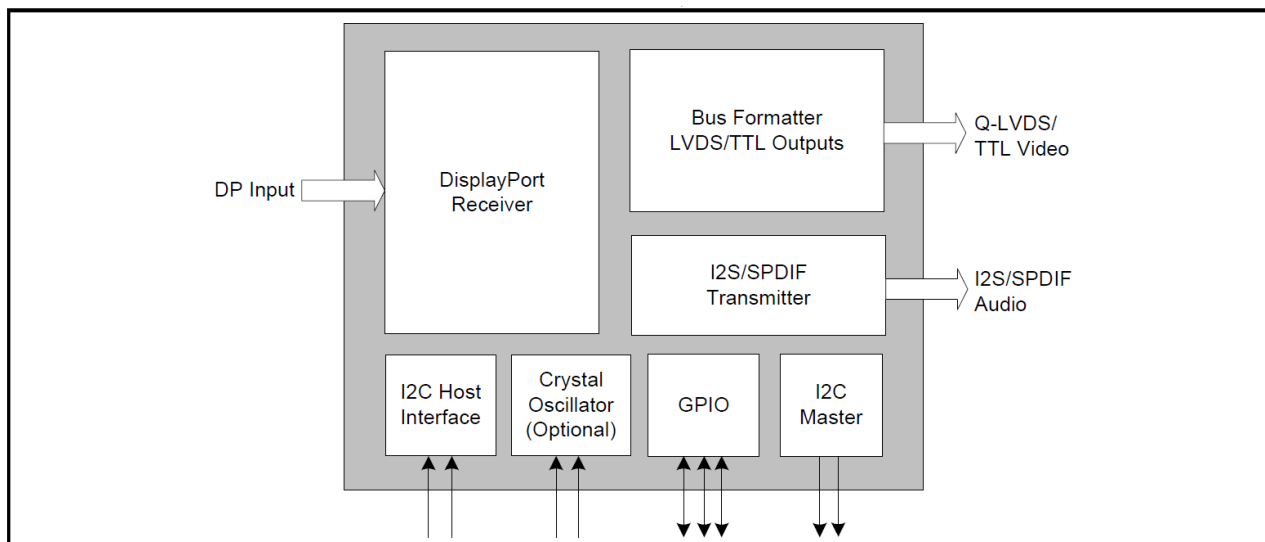 DP Input
DisplayPort
Receiver
Bus Formatter
LVDS/TTL Outputs
Q-LVDS/
TTL Video
I2S/SPDIF
Transmitter
I2S/SPDIF
Audio
I2C Host
Interface
Crystal
Oscillator
(Optional)
GPIO
I2C
Master